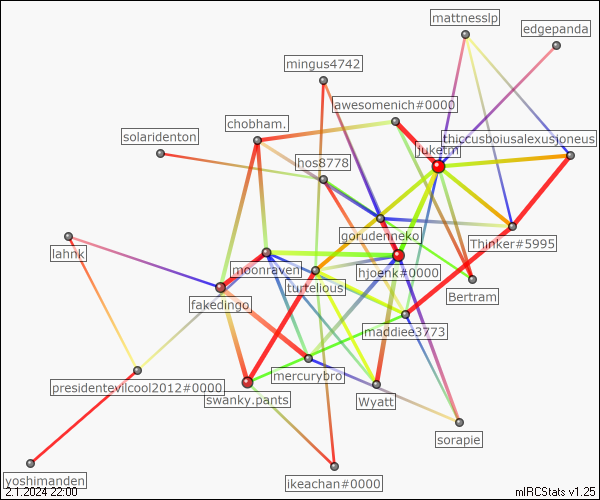 mattnesslp
edgepanda
mingus4742
awesomenich#0000
chobham.
solaridenton
thiccusboiusalexusjoneus
juketm
hos8778
gorudenneko
Thinker#5995
lahnk
moonraven
hjoenk#0000
turtelious
Bertram
fakedingo
maddiee3773
mercurybro
presidentevilcool2012#0000
swanky.pants
Wyatt
sorapie
yoshimanden
ikeachan#0000
2.1.2024 22:00
mIRCStats v1.25